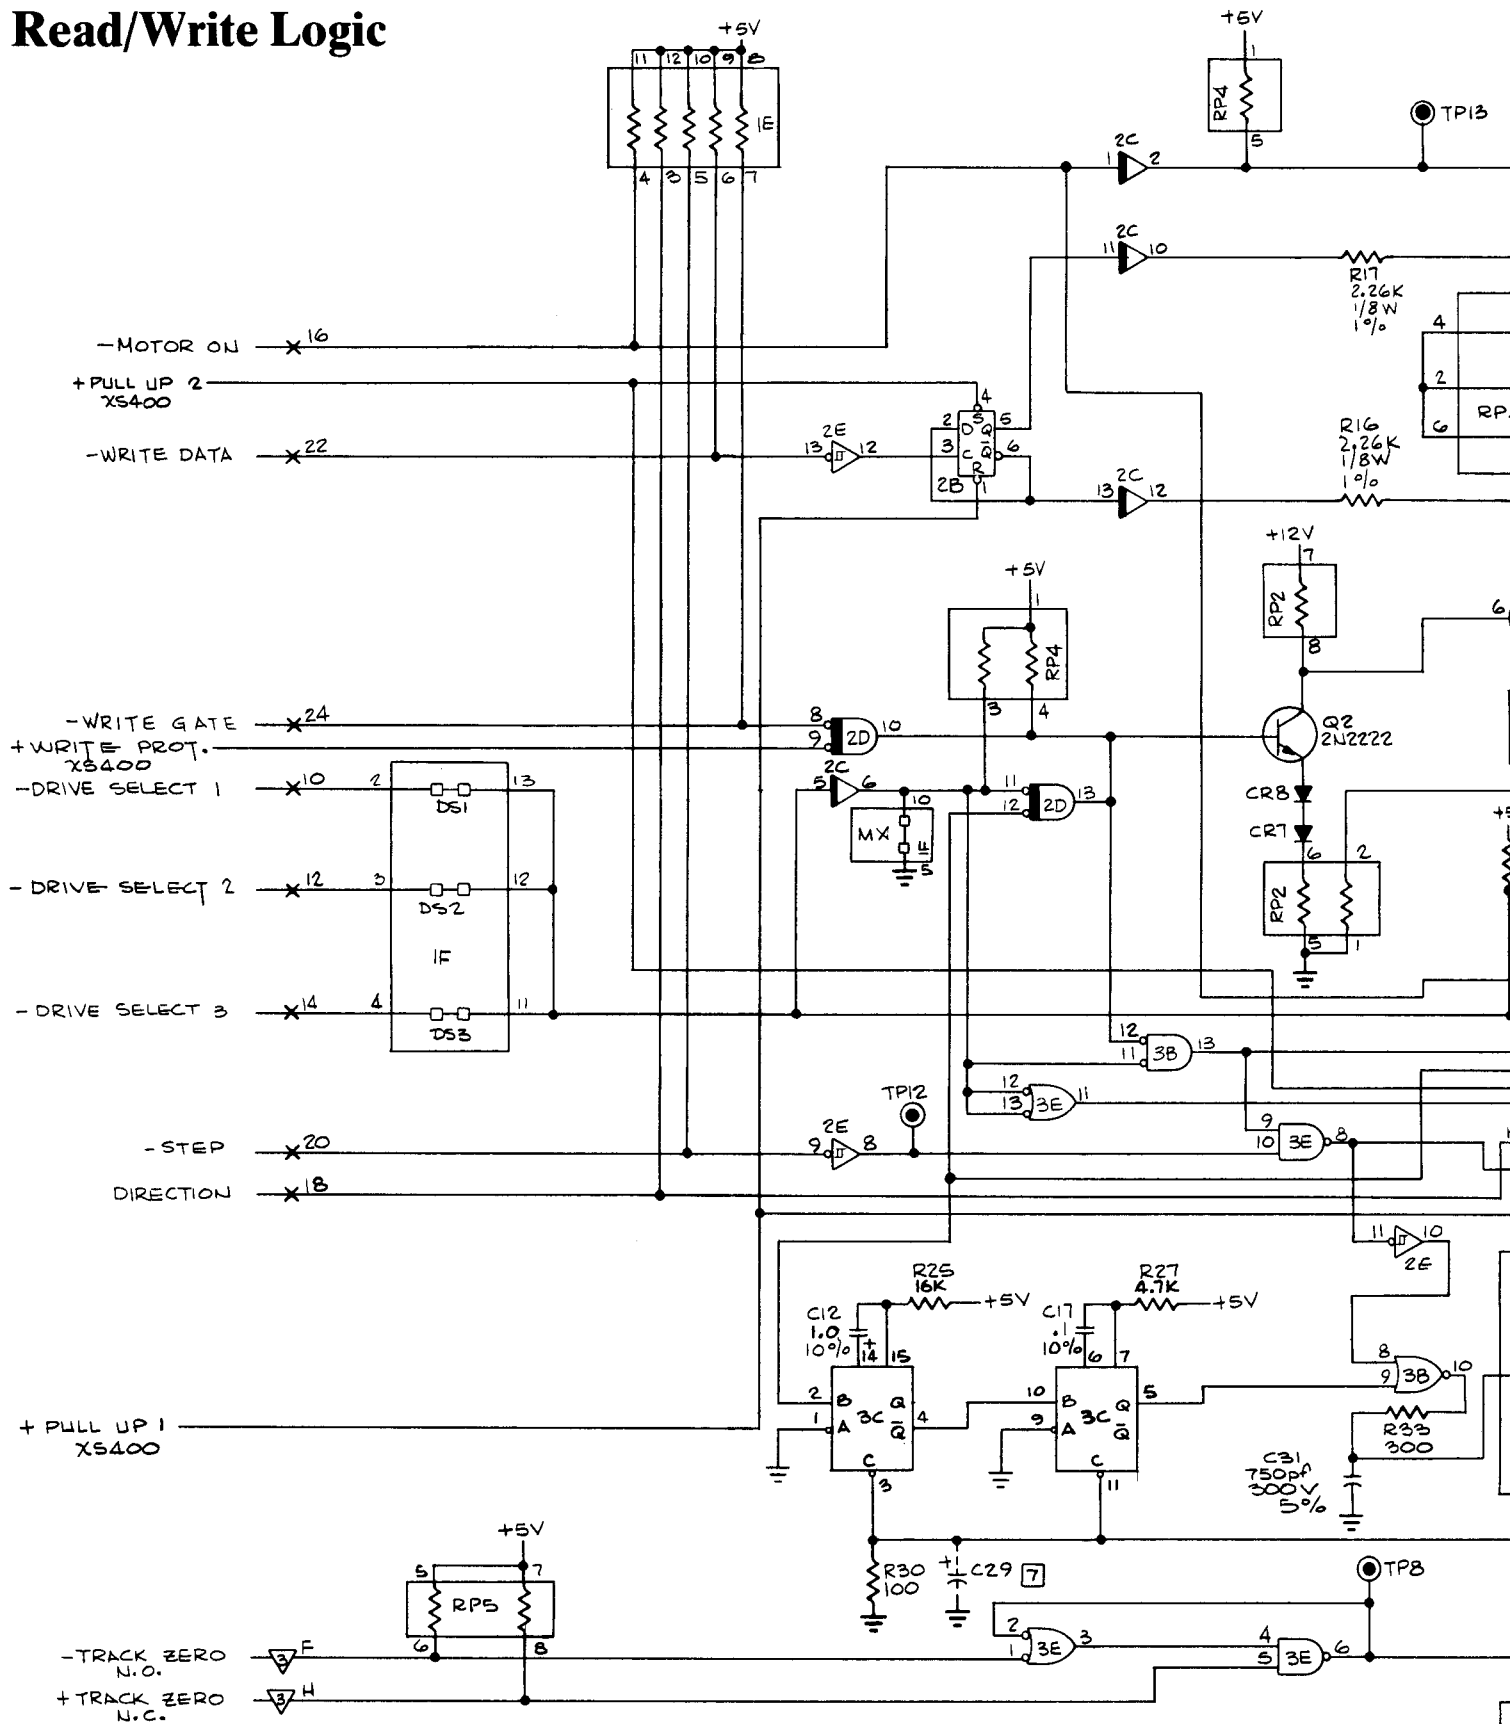 Read/Write Logic
+5V
11 12 10 9 8
1E
4 3 5 6 7
+5V
1
RP4
5
TP13
2C
1 2
2C
11 10
R17
2.26K
1/8W
1%
4
2
6
RP
-MOTOR ON 16
+PULL UP 2
XS400
-WRITE DATA 22
2E
13 12
4
S
2 D Q 5
3 C Q̅ 6
R
2B 1
2C
13 12
R16
2.26K
1/8W
1%
+12V
7
RP2
8
6
+5V
1
RP4
3 4
-WRITE GATE 24
+WRITE PROT.
XS400
8
9 2D 10
Q2
2N2222
-DRIVE SELECT 1 10 2 DS1 13
2C
5 6
10
MX
1F
5
11
12 2D 13
CR8
CR7
6 2
RP2
5 1
+5
-DRIVE SELECT 2 12 3 DS2 12
1F
-DRIVE SELECT 3 14 4 DS3 11
12
11 3B 13
12
13 3E 11
TP12
-STEP 20
2E
9 8
9
10 3E 8
DIRECTION 18
11 10
2E
R25
16K
+5V
C12
1.0
10%
+
14 15
R27
4.7K
+5V
C17
.1
10%
6 7
2 B Q
1 A 3C Q̅ 4
C
3
10 B Q 5
9 A 3C Q̅
C
11
8
9 3B 10
R33
300
C31
750pf
300V
5%
+ PULL UP 1
XS400
R30
100
+
C29 7
TP8
+5V
5 7
RP5
6 8
-TRACK ZERO
N.O.
3 F
2
1 3E 3
4
5 3E 6
+TRACK ZERO
N.C.
3 H